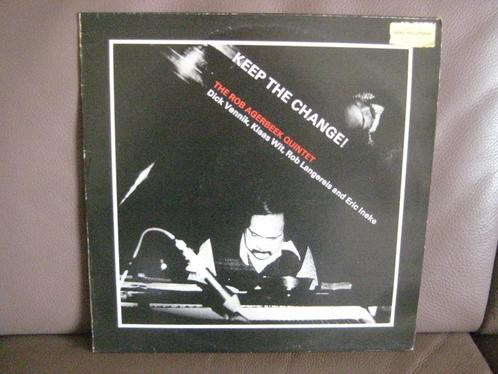 KEEP THE CHANGE!
THE ROB AGERBEEK QUINTET
Dick Vennik, Klaas Wit, Rob Langereis and Eric Ineke